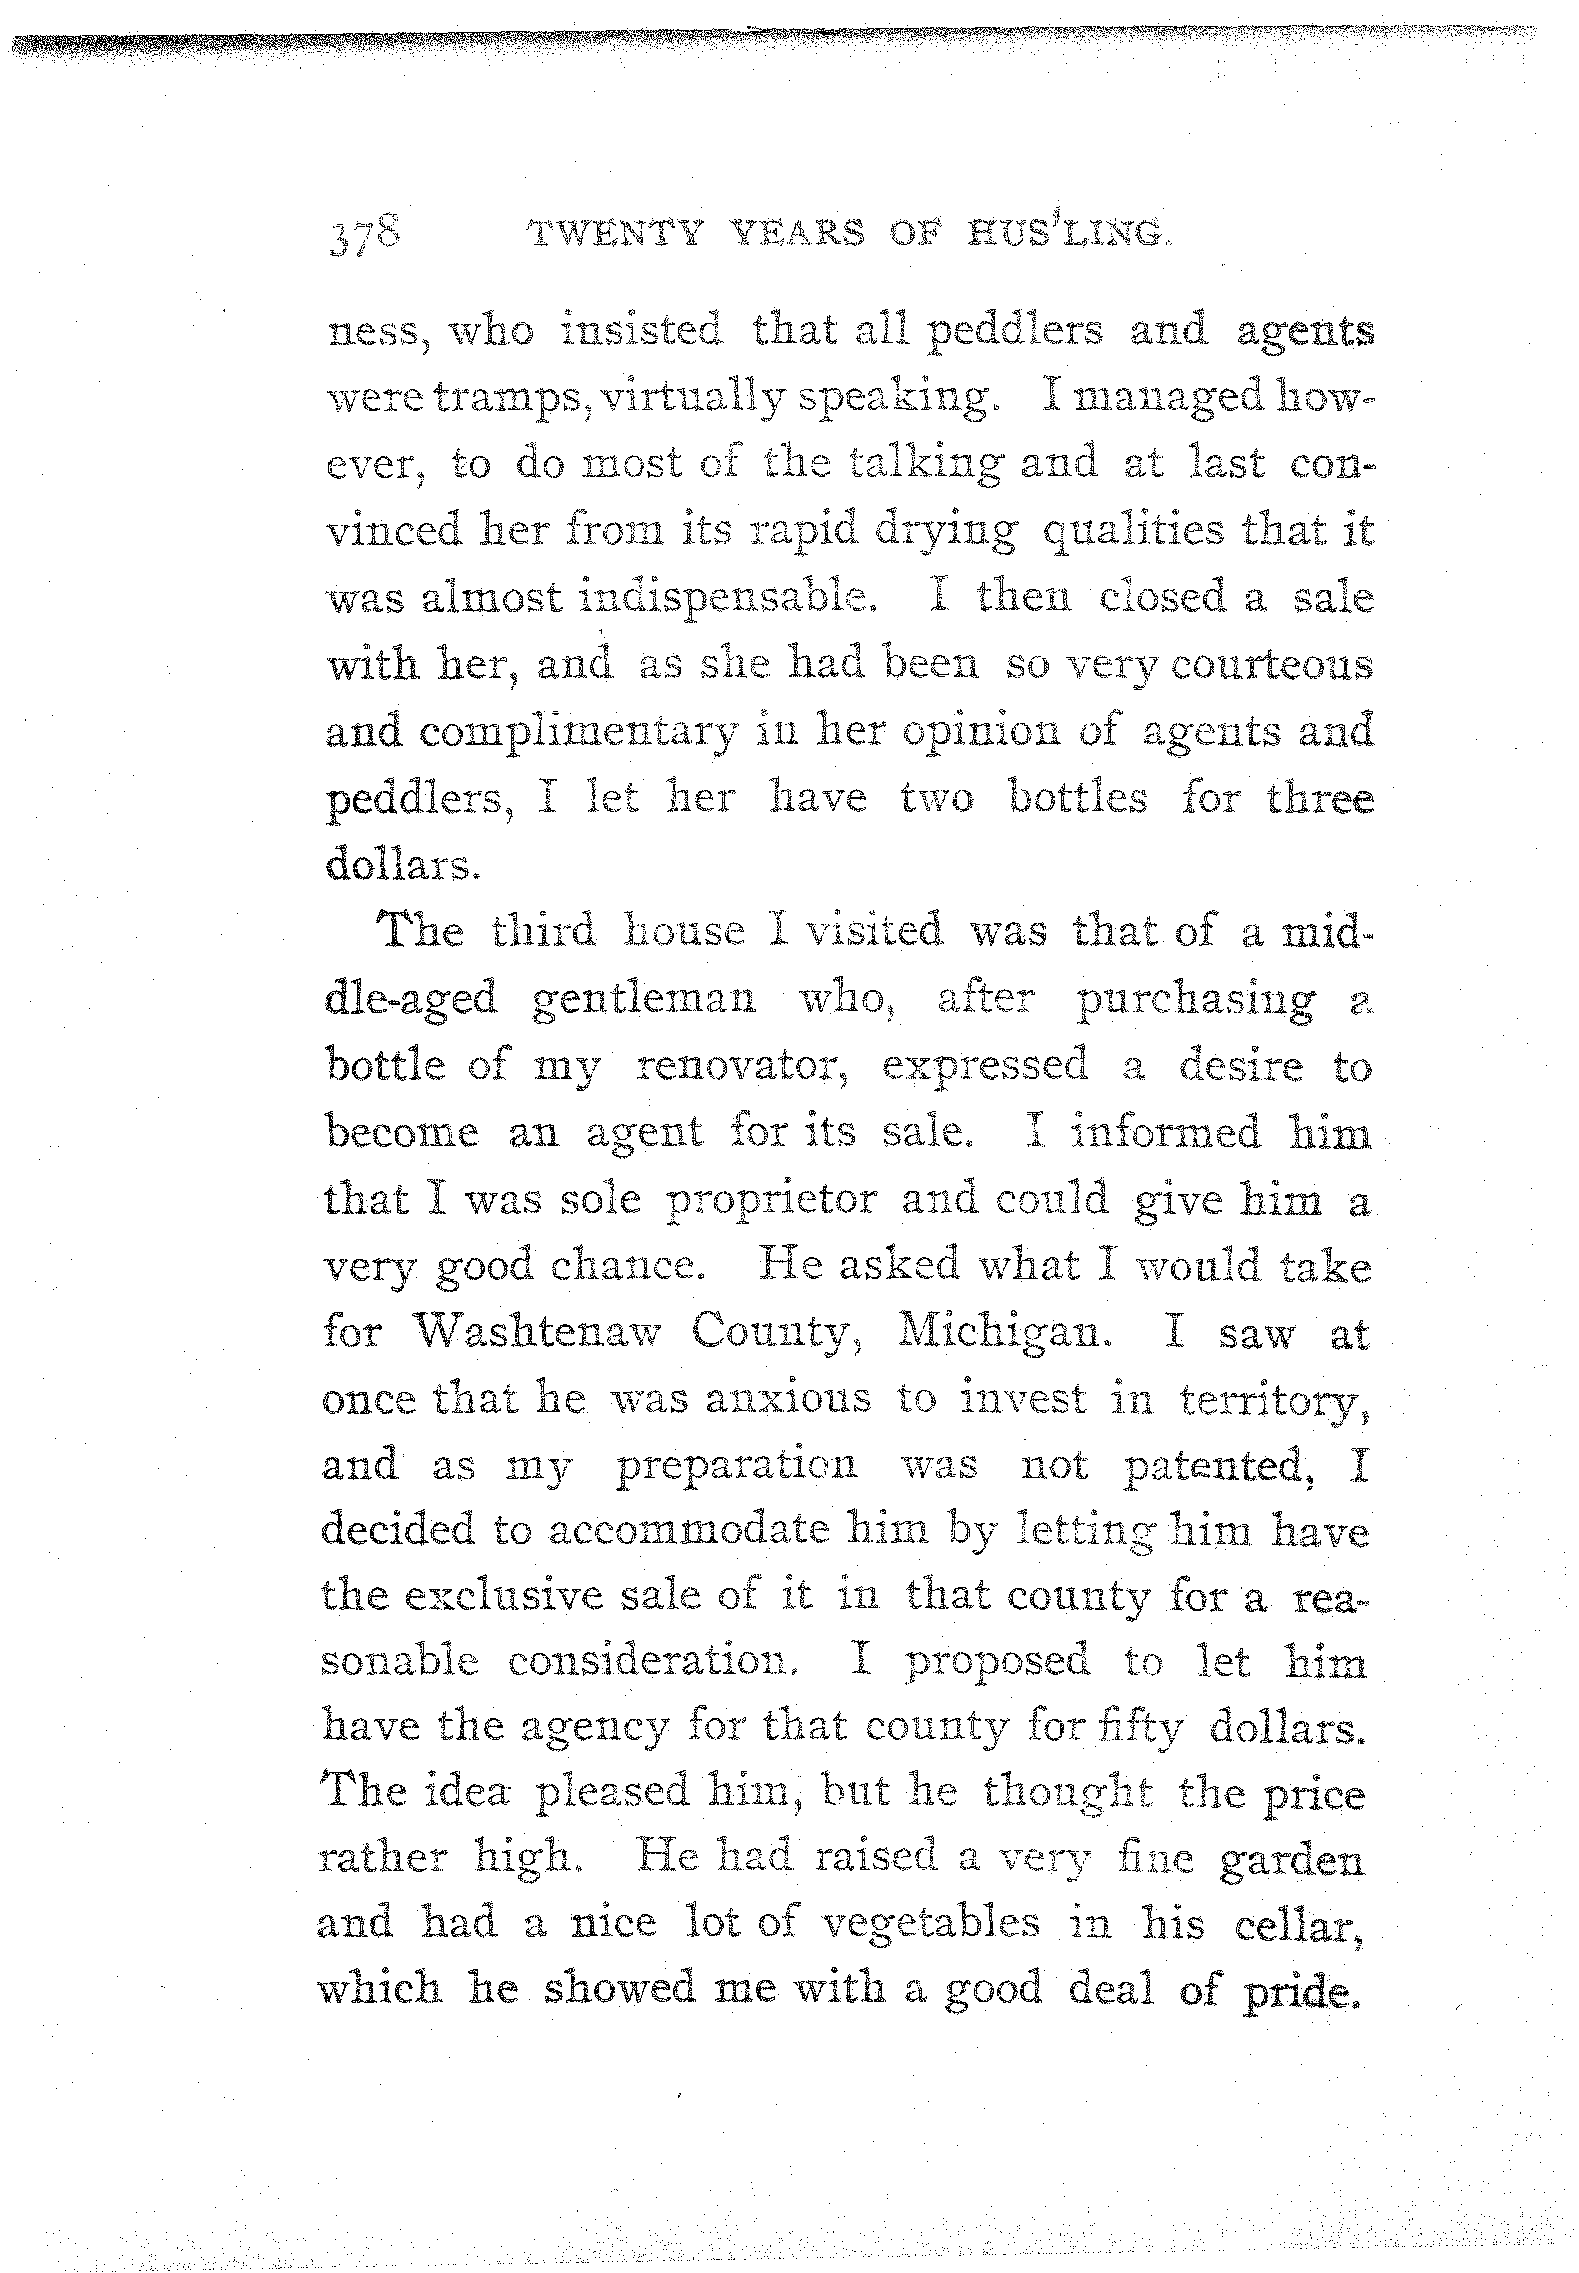 378 TWENTY YEARS OF HUS'LING.
ness, who insisted that all peddlers and agents
were tramps, virtually speaking. I managed how-
ever, to do most of the talking and at last con-
vinced her from its rapid drying qualities that it
was almost indispensable. I then closed a sale
with her, and as she had been so very courteous
and complimentary in her opinion of agents and
peddlers, I let her have two bottles for three
dollars.
The third house I visited was that of a mid-
dle-aged gentleman who, after purchasing a
bottle of my renovator, expressed a desire to
become an agent for its sale. I informed him
that I was sole proprietor and could give him a
very good chance. He asked what I would take
for Washtenaw County, Michigan. I saw at
once that he was anxious to invest in territory,
and as my preparation was not patented, I
decided to accommodate him by letting him have
the exclusive sale of it in that county for a rea-
sonable consideration. I proposed to let him
have the agency for that county for fifty dollars.
The idea pleased him, but he thought the price
rather high. He had raised a very fine garden
and had a nice lot of vegetables in his cellar,
which he showed me with a good deal of pride.